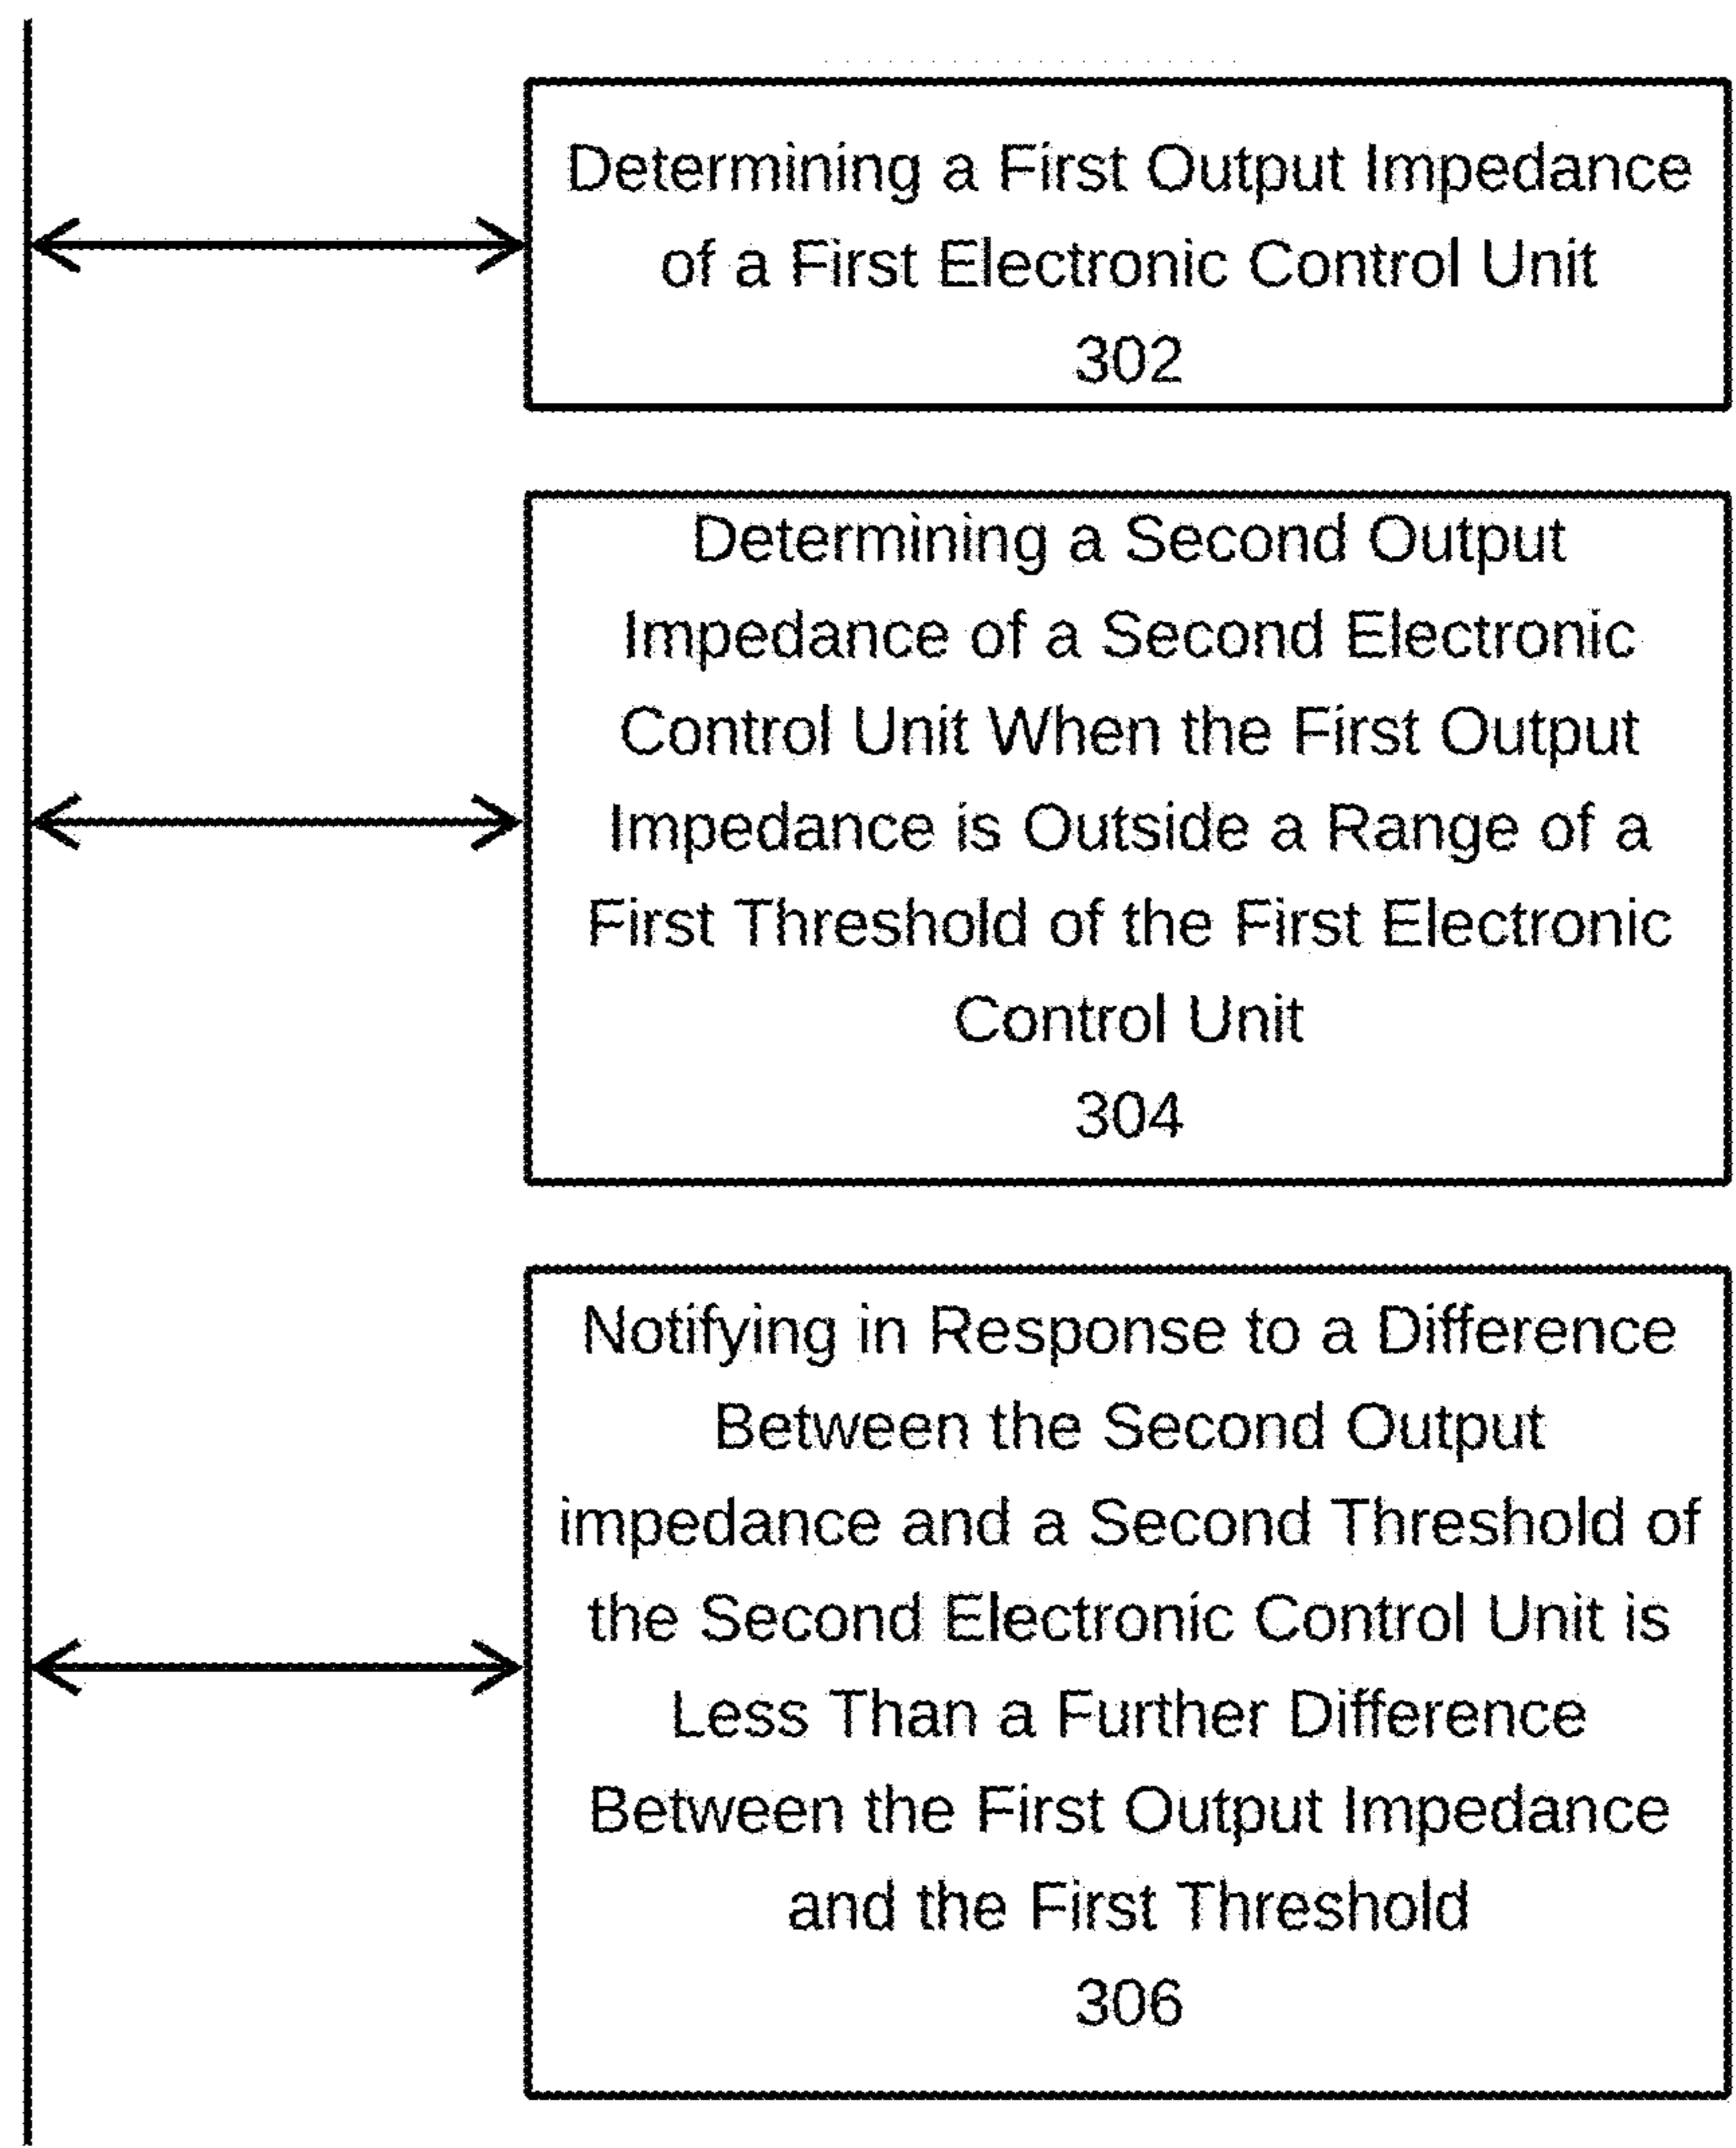 Determining a First Output Impedance
of a First Electronic Control Unit
302
Determining a Second Output
Impedance of a Second Electronic
Control Unit When the First Output
Impedance is Outside a Range of a
First Threshold of the First Electronic
Control Unit
304
Notifying in Response to a Difference
Between the Second Output
impedance and a Second Threshold of
the Second Electronic Control Unit is
Less Than a Further Difference
Between the First Output Impedance
and the First Threshold
306